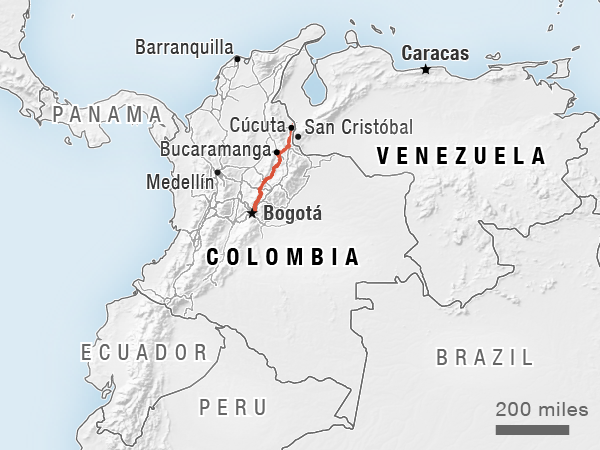 Barranquilla
Caracas
PANAMA
Cúcuta
San Cristóbal
Bucaramanga
VENEZUELA
Medellín
Bogotá
COLOMBIA
ECUADOR
BRAZIL
PERU
200 miles